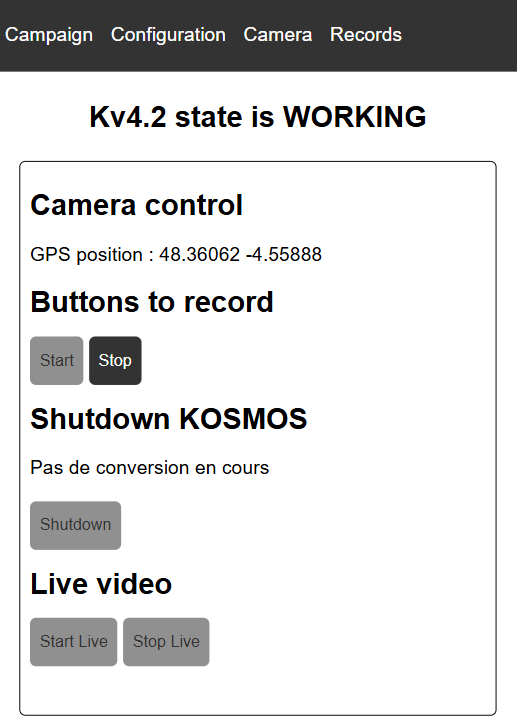 Campaign Configuration Camera Records
Kv4.2 state is WORKING
Camera control
GPS position : 48.36062 -4.55888
Buttons to record
Start Stop
Shutdown KOSMOS
Pas de conversion en cours
Shutdown
Live video
Start Live Stop Live